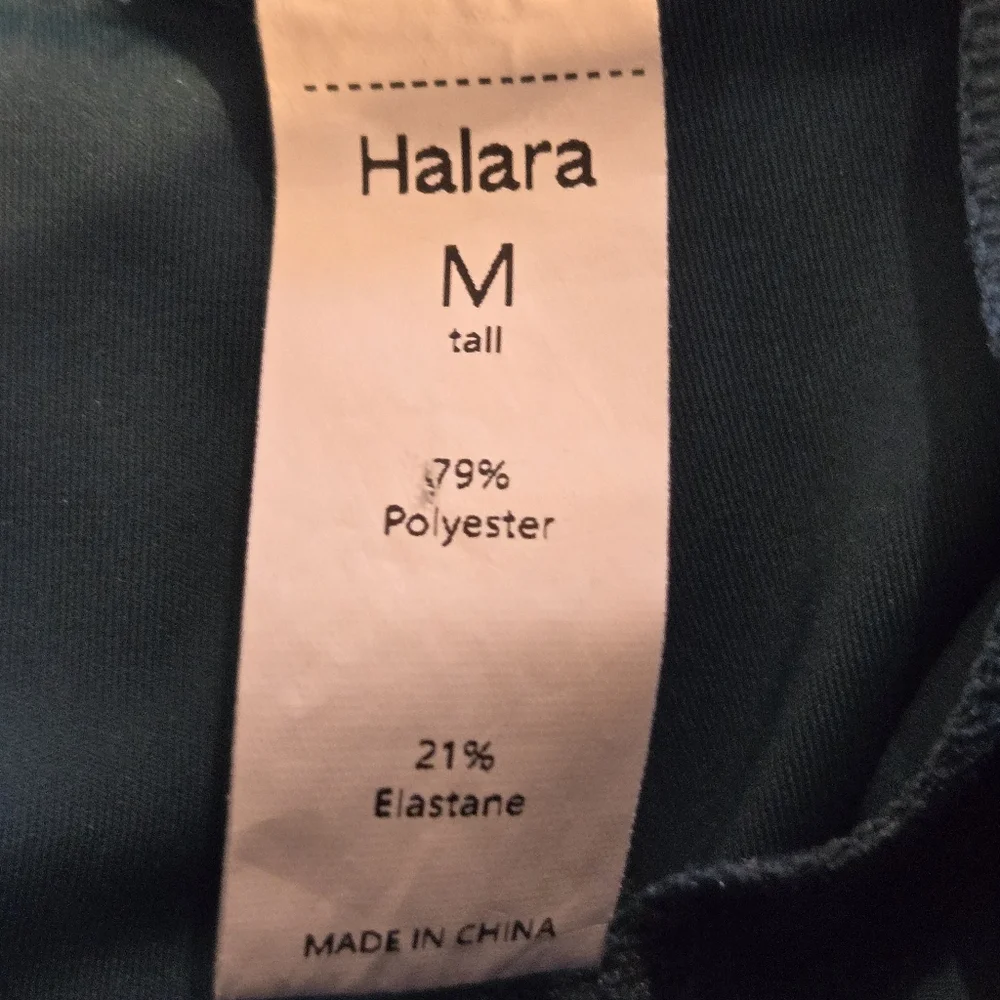 Halara
M
tall
79%
Polyester
21%
Elastane
MADE IN CHINA